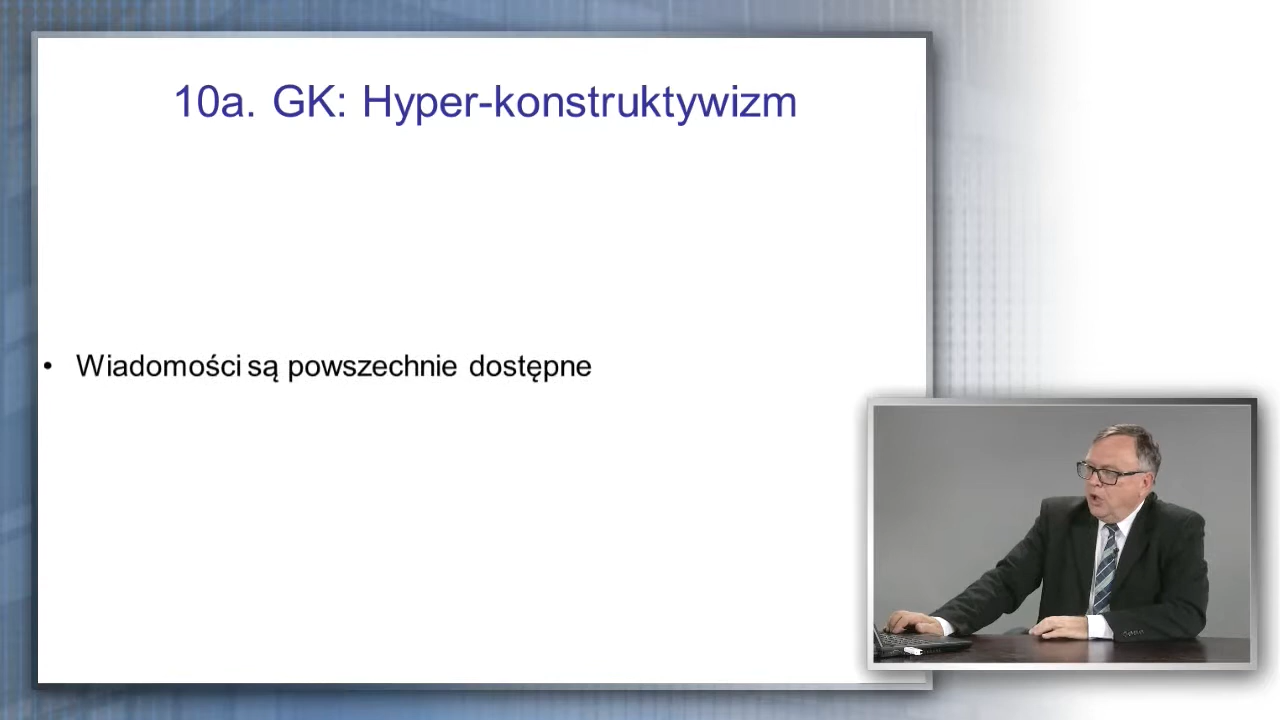 10a. GK: Hyper-konstruktywizm
• Wiadomości są powszechnie dostępne